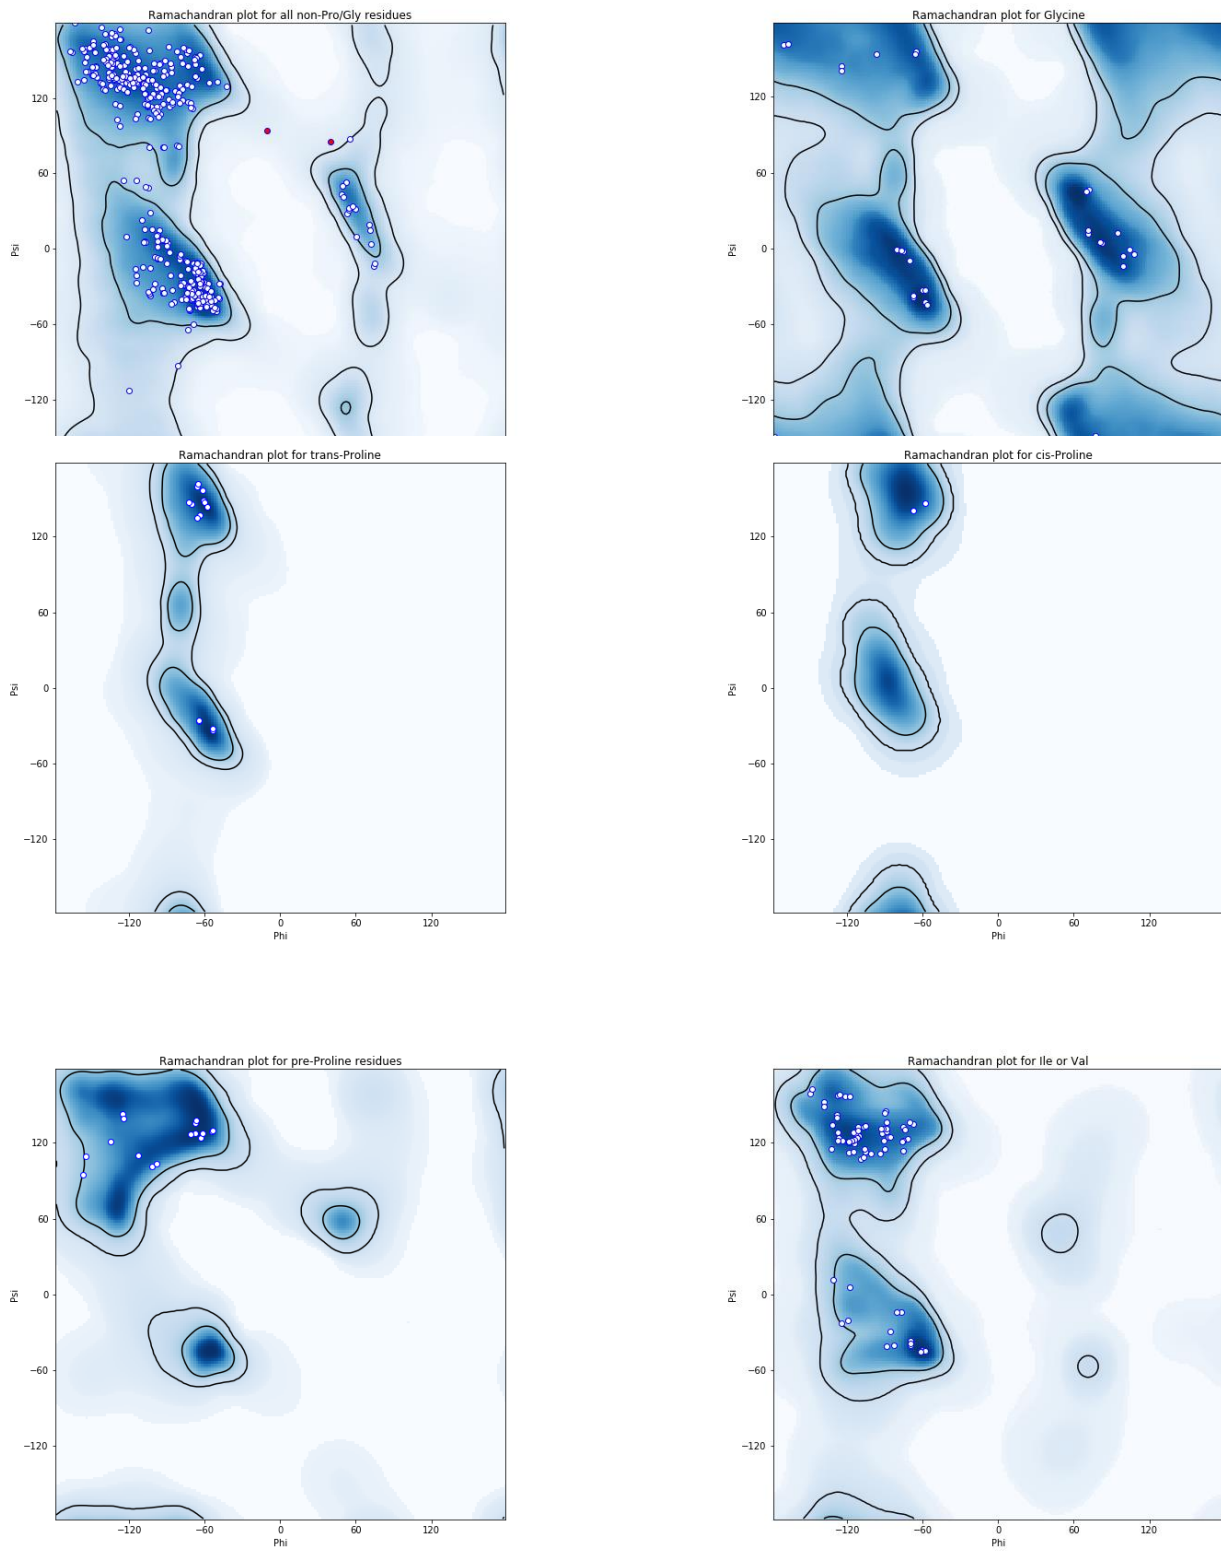 Ramachandran plot for all non-Pro/Gly residues
Psi
120
60
0
−60
−120
Ramachandran plot for Glycine
Psi
120
60
0
−60
−120
Ramachandran plot for trans-Proline
Psi
120
60
0
−60
−120
−120 −60 0 60 120
Phi
Ramachandran plot for cis-Proline
Psi
120
60
0
−60
−120
−120 −60 0 60 120
Phi
Ramachandran plot for pre-Proline residues
Psi
120
60
0
−60
−120
−120 −60 0 60 120
Phi
Ramachandran plot for Ile or Val
Psi
120
60
0
−60
−120
−120 −60 0 60 120
Phi